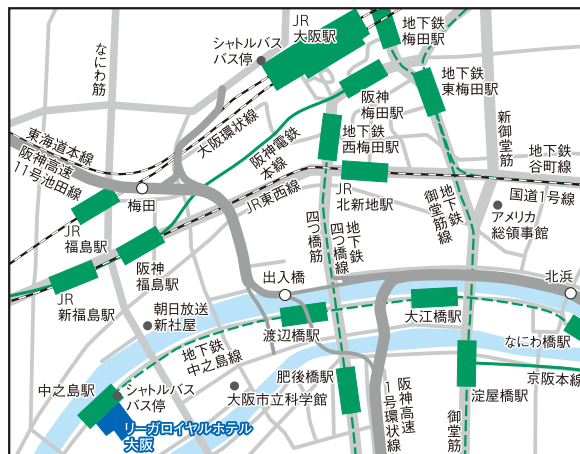 JR
大阪駅
地下鉄
梅田駅
シャトルバス
バス停
なにわ筋
地下鉄
東梅田駅
阪神
梅田駅
新御堂筋
東海道本線
大阪環状線
阪神電鉄
本線
地下鉄
西梅田駅
地下鉄
谷町線
阪神高速
11号池田線
梅田
JR東西線
JR
北新地駅
国道1号線
地下鉄
御堂筋線
アメリカ
総領事館
JR
福島駅
阪神
福島駅
四つ橋筋
地下鉄
四つ橋線
JR
新福島駅
出入橋
北浜
朝日放送
新社屋
渡辺橋駅
大江橋駅
なにわ橋駅
地下鉄
中之島線
中之島駅
シャトルバス
バス停
大阪市立科学館
肥後橋駅
阪神高速
1号環状線
淀屋橋駅
京阪本線
御堂筋
リーガロイヤルホテル
大阪